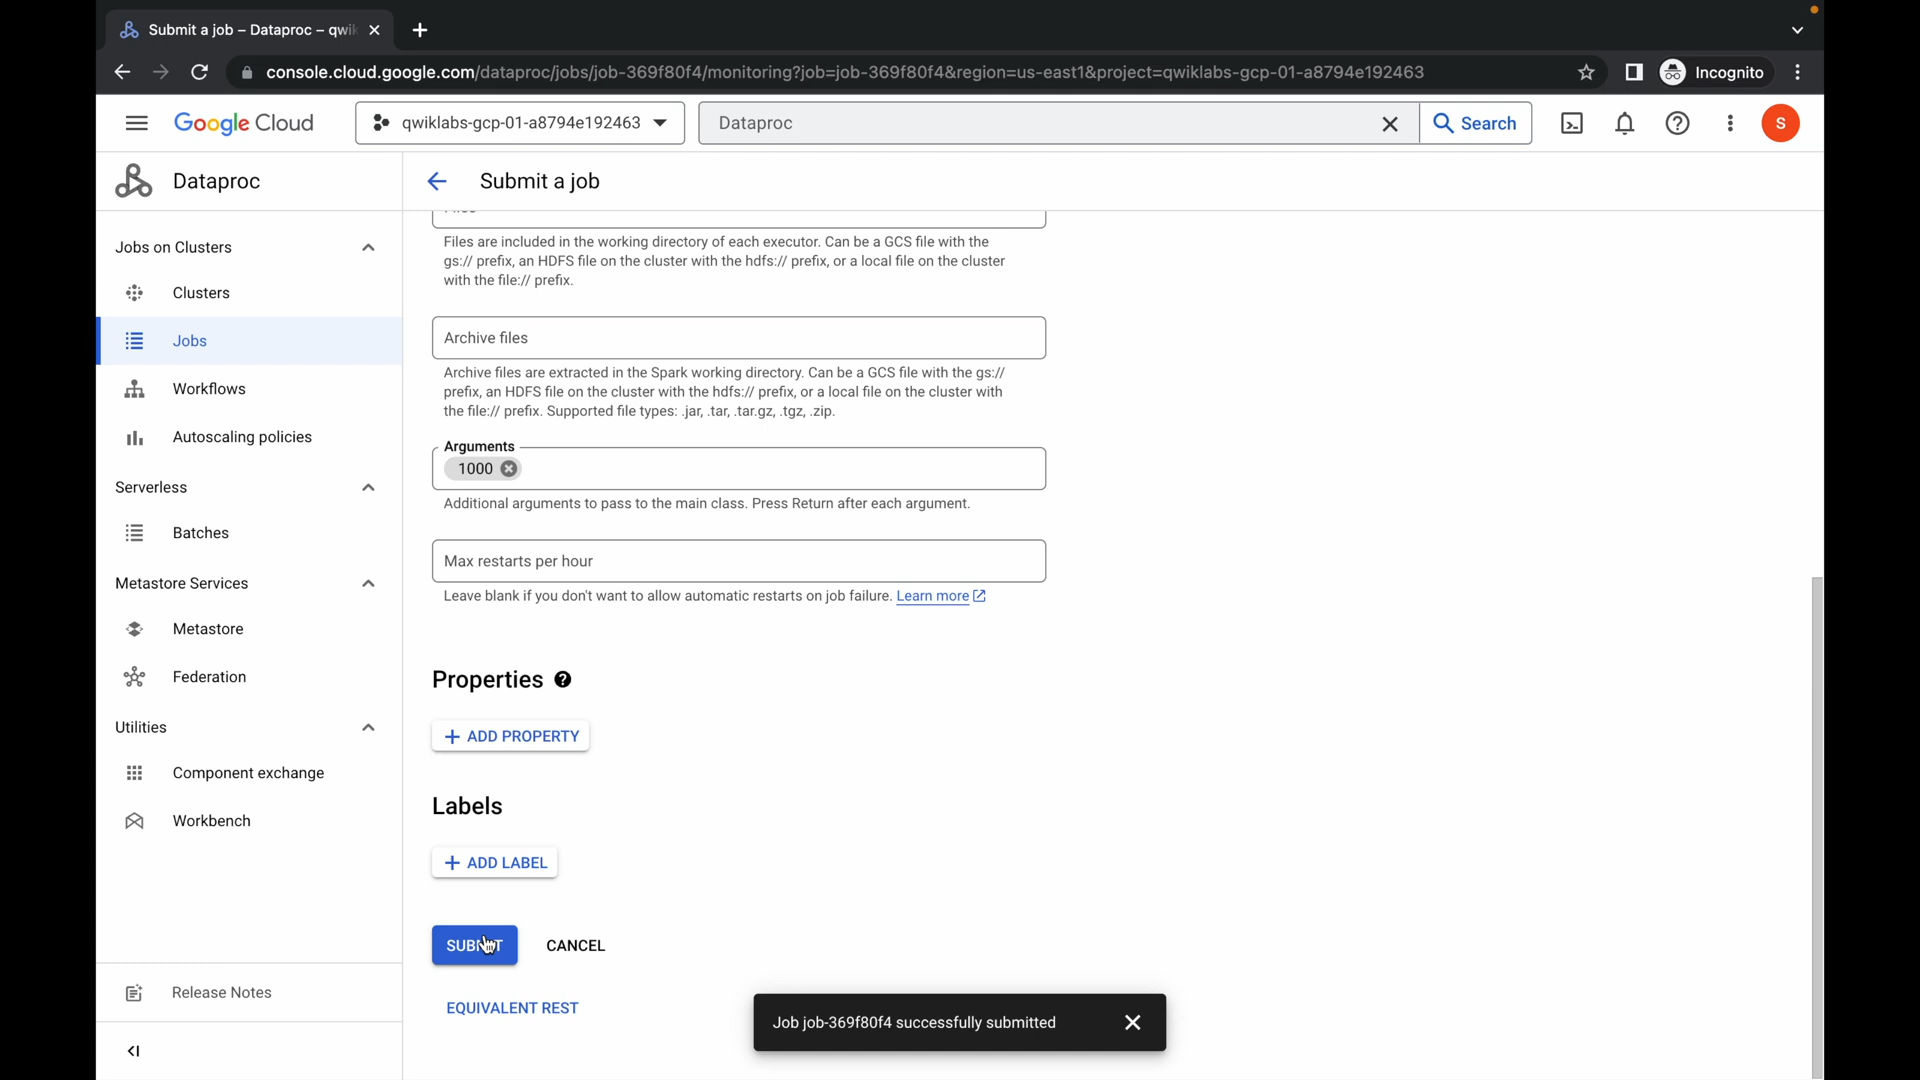 Submit a job – Dataproc – qwik
console.cloud.google.com/dataproc/jobs/job-369f80f4/monitoring?job=job-369f80f4&region=us-east1&project=qwiklabs-gcp-01-a8794e192463
Incognito
Google Cloud
qwiklabs-gcp-01-a8794e192463
Dataproc
Search
S
Dataproc
Submit a job
Jobs on Clusters
Clusters
Jobs
Workflows
Autoscaling policies
Serverless
Batches
Metastore Services
Metastore
Federation
Utilities
Component exchange
Workbench
Release Notes
Files are included in the working directory of each executor. Can be a GCS file with the
gs:// prefix, an HDFS file on the cluster with the hdfs:// prefix, or a local file on the cluster
with the file:// prefix.
Archive files
Archive files are extracted in the Spark working directory. Can be a GCS file with the gs://
prefix, an HDFS file on the cluster with the hdfs:// prefix, or a local file on the cluster with
the file:// prefix. Supported file types: .jar, .tar, .tar.gz, .tgz, .zip.
Arguments
1000
Additional arguments to pass to the main class. Press Return after each argument.
Max restarts per hour
Leave blank if you don't want to allow automatic restarts on job failure. Learn more
Properties
ADD PROPERTY
Labels
ADD LABEL
SUBMIT
CANCEL
EQUIVALENT REST
Job job-369f80f4 successfully submitted